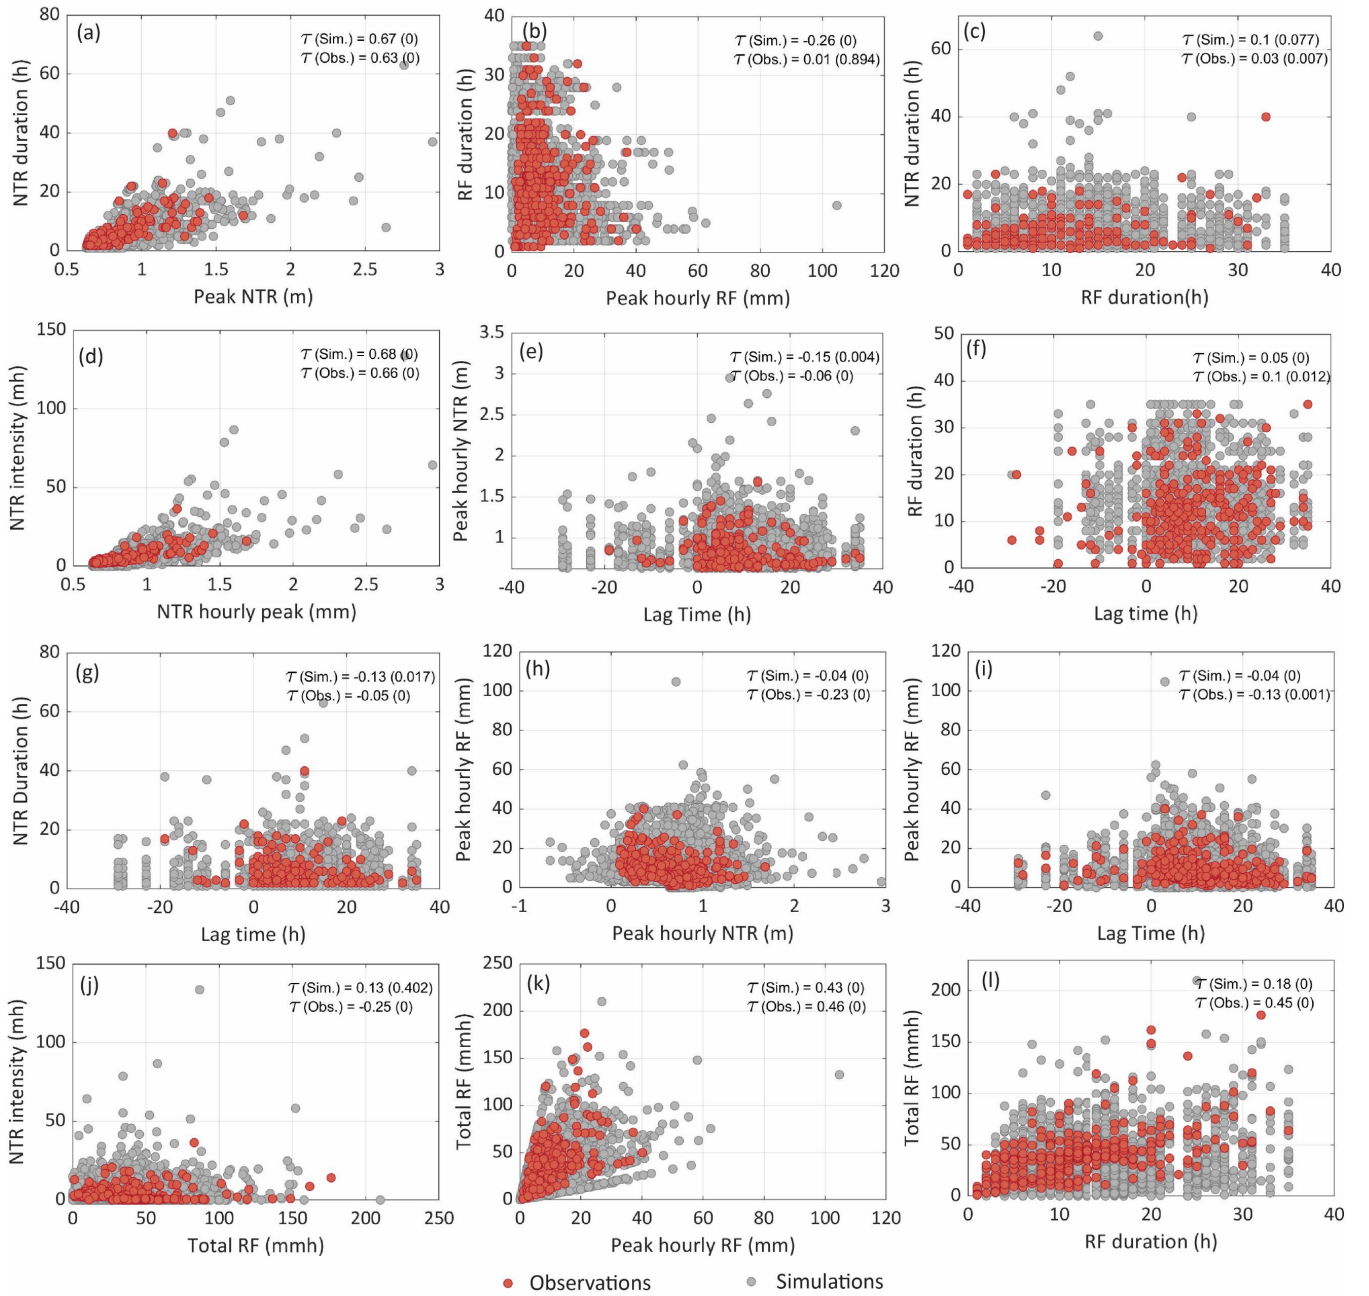 (a)
τ (Sim.) = 0.67 (0)
τ (Obs.) = 0.63 (0)
NTR duration (h)
80
60
40
20
0
0.5 1 1.5 2 2.5 3
Peak NTR (m)
(b)
τ (Sim.) = -0.26 (0)
τ (Obs.) = 0.01 (0.894)
RF duration (h)
40
30
20
10
0
0 20 40 60 80 100 120
Peak hourly RF (mm)
(c)
τ (Sim.) = 0.1 (0.077)
τ (Obs.) = 0.03 (0.007)
NTR duration (h)
60
40
20
0
0 10 20 30 40
RF duration(h)
(d)
τ (Sim.) = 0.68 (0)
τ (Obs.) = 0.66 (0)
NTR intensity (mh)
150
100
50
0
0.5 1 1.5 2 2.5 3
NTR hourly peak (mm)
(e)
τ (Sim.) = -0.15 (0.004)
τ (Obs.) = -0.06 (0)
Peak hourly NTR (m)
3.5
3
2.5
2
1.5
1
-40 -20 0 20 40
Lag Time (h)
(f)
τ (Sim.) = 0.05 (0)
τ (Obs.) = 0.1 (0.012)
RF duration (h)
50
40
30
20
10
0
-40 -20 0 20 40
Lag time (h)
(g)
τ (Sim.) = -0.13 (0.017)
τ (Obs.) = -0.05 (0)
NTR Duration (h)
80
60
40
20
0
-40 -20 0 20 40
Lag time (h)
(h)
τ (Sim.) = -0.04 (0)
τ (Obs.) = -0.23 (0)
Peak hourly RF (mm)
120
100
80
60
40
20
0
-1 0 1 2 3
Peak hourly NTR (m)
(i)
τ (Sim.) = -0.04 (0)
τ (Obs.) = -0.13 (0.001)
Peak hourly RF (mm)
120
100
80
60
40
20
0
-40 -20 0 20 40
Lag Time (h)
(j)
τ (Sim.) = 0.13 (0.402)
τ (Obs.) = -0.25 (0)
NTR intensity (mh)
150
100
50
0
0 50 100 150 200 250
Total RF (mmh)
(k)
τ (Sim.) = 0.43 (0)
τ (Obs.) = 0.46 (0)
Total RF (mmh)
250
200
150
100
50
0
0 20 40 60 80 100 120
Peak hourly RF (mm)
(l)
τ (Sim.) = 0.18 (0)
τ (Obs.) = 0.45 (0)
Total RF (mmh)
200
150
100
50
0
0 10 20 30 40
RF duration (h)
Observations
Simulations